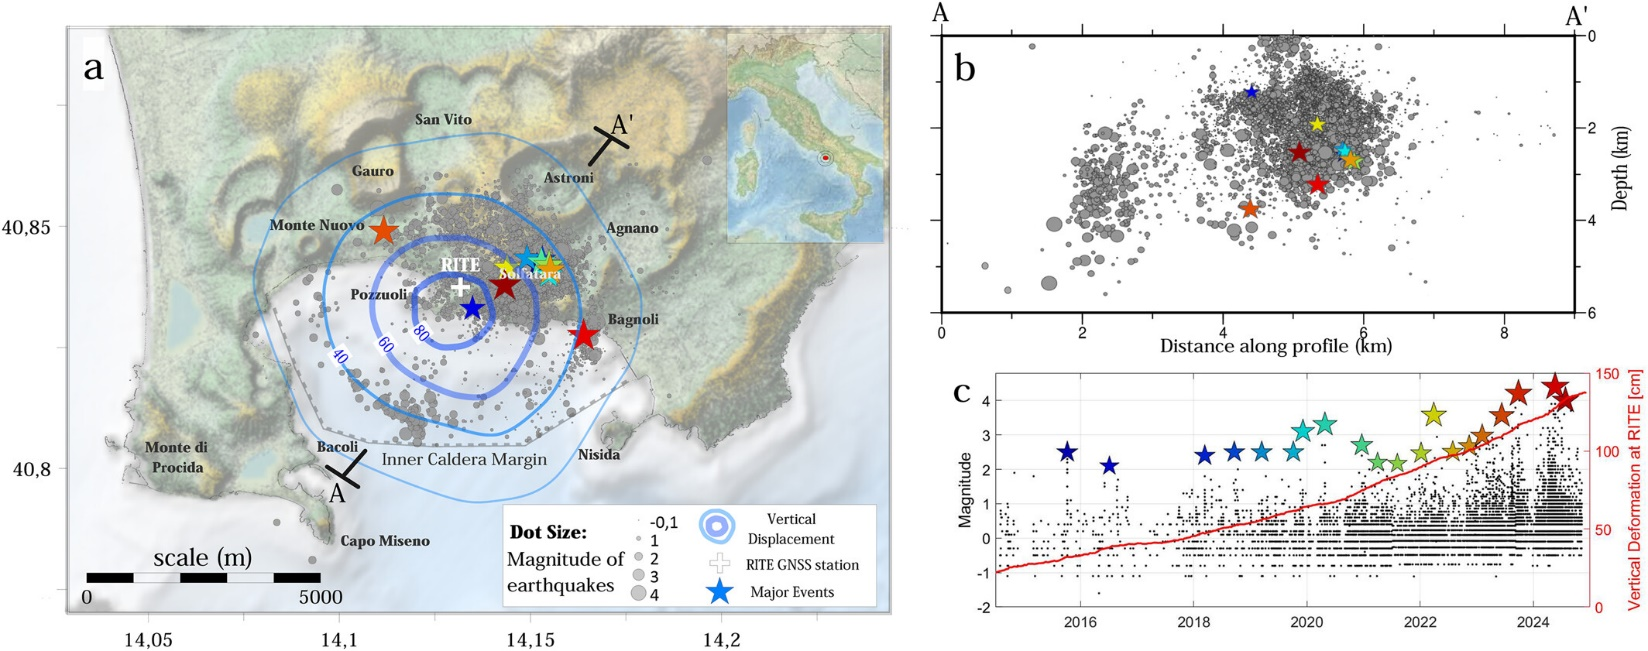 a
San Vito
A'
Gauro
Astroni
Monte Nuovo
Agnano
40,85
RITE
Solfatara
Pozzuoli
Bagnoli
80
60
40
Bacoli
Inner Caldera Margin
Nisida
Monte di
Procida
40,8
A
Capo Miseno
scale (m)
0
5000
Dot Size:
Magnitude of
earthquakes
-0,1
1
2
3
4
Vertical
Displacement
RITE GNSS station
Major Events
14,05
14,1
14,15
14,2
A
A'
b
0
2
4
6
Depth (km)
0
2
4
6
8
Distance along profile (km)
c
4
3
2
1
0
-1
-2
Magnitude
2016
2018
2020
2022
2024
150
100
50
0
Vertical Deformation at RITE [cm]